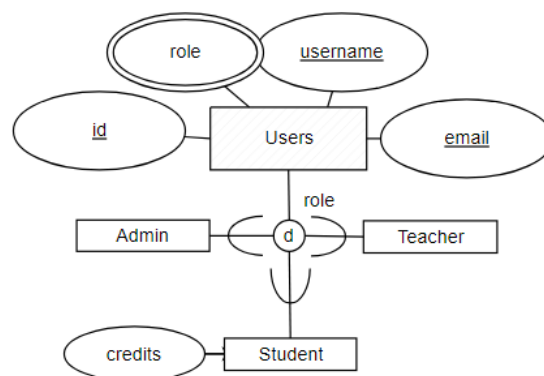 role
username
id
Users
email
role
Admin
d
Teacher
credits
Student